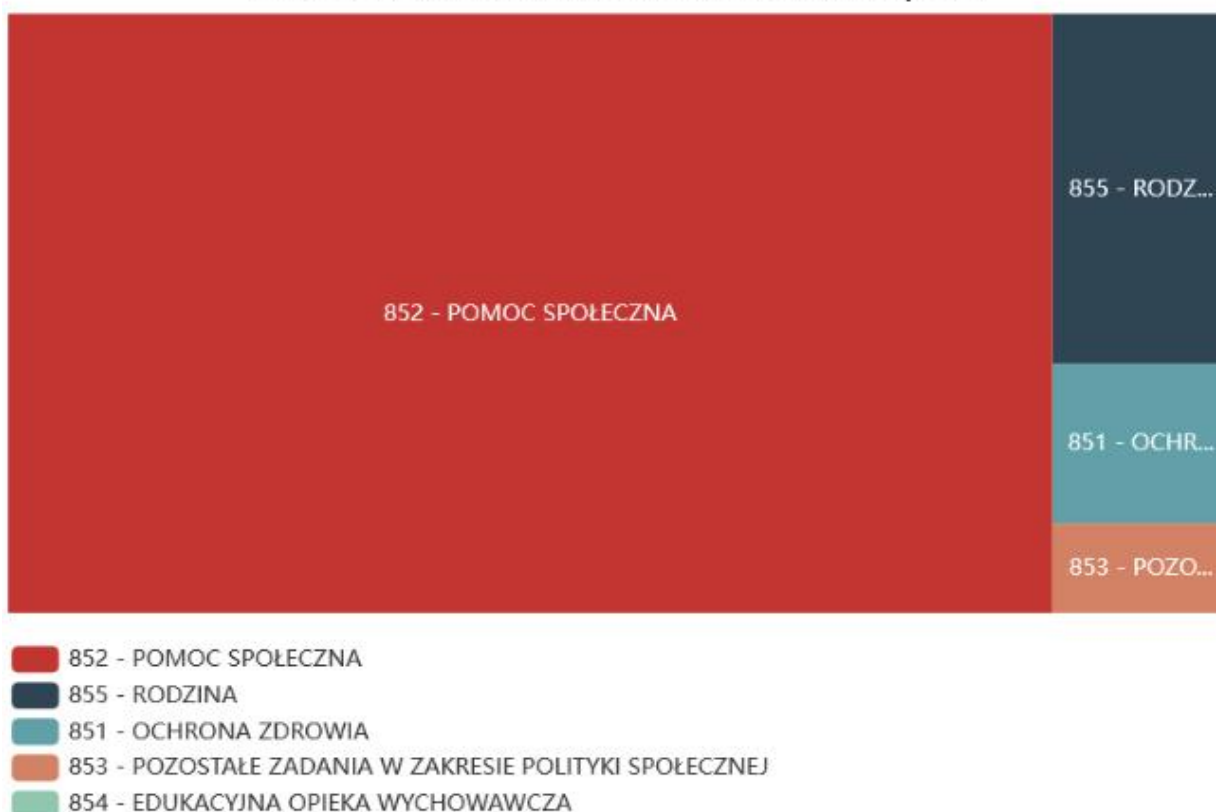 852 - POMOC SPOŁECZNA
855 - RODZ...
851 - OCHR...
853 - POZO...
852 - POMOC SPOŁECZNA
855 - RODZINA
851 - OCHRONA ZDROWIA
853 - POZOSTAŁE ZADANIA W ZAKRESIE POLITYKI SPOŁECZNEJ
854 - EDUKACYJNA OPIEKA WYCHOWAWCZA